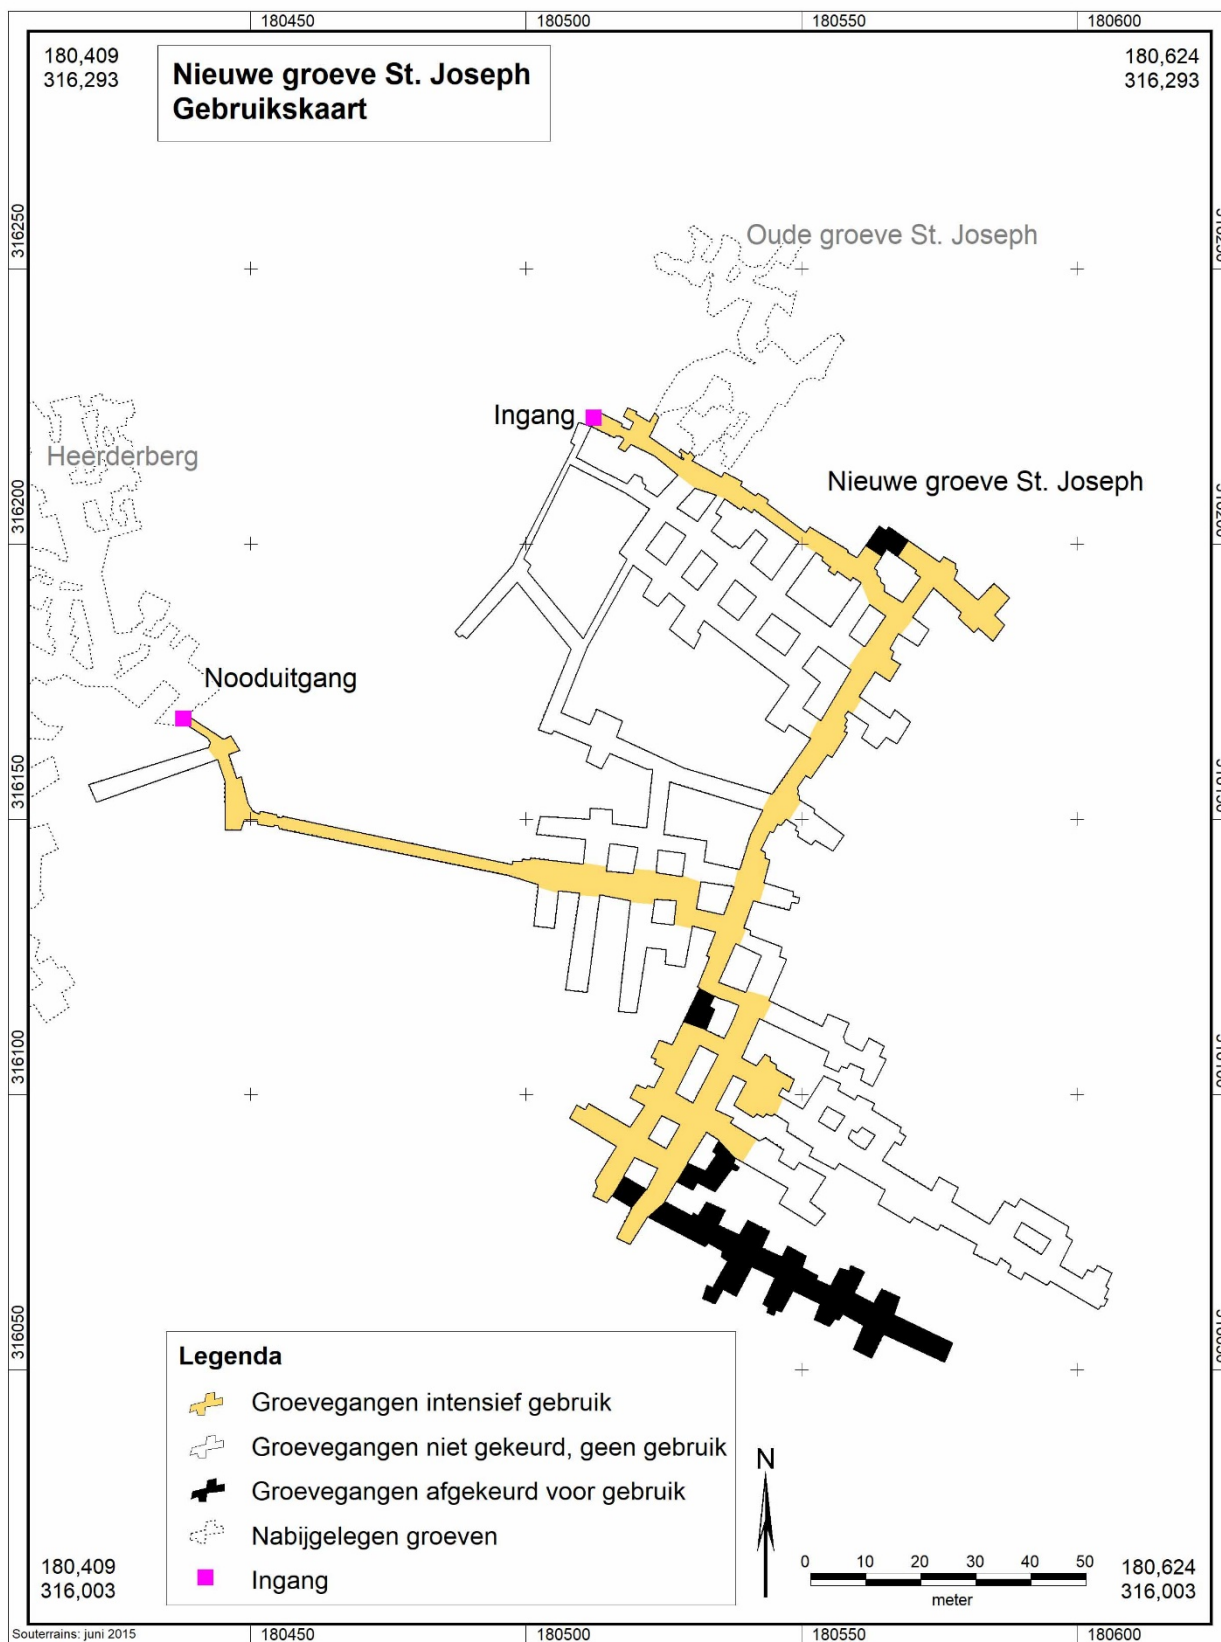 180450
180500
180550
180600
180,409
316,293
Nieuwe groeve St. Joseph
Gebruikskaart
180,624
316,293
316250
Oude groeve St. Joseph
Ingang
Heerderberg
Nieuwe groeve St. Joseph
316200
Nooduitgang
316150
316100
316050
Legenda
Groevegangen intensief gebruik
Groevegangen niet gekeurd, geen gebruik
Groevegangen afgekeurd voor gebruik
Nabijgelegen groeven
Ingang
N
0 10 20 30 40 50
meter
180,409
316,003
180,624
316,003
Souterrains: juni 2015
180450
180500
180550
180600